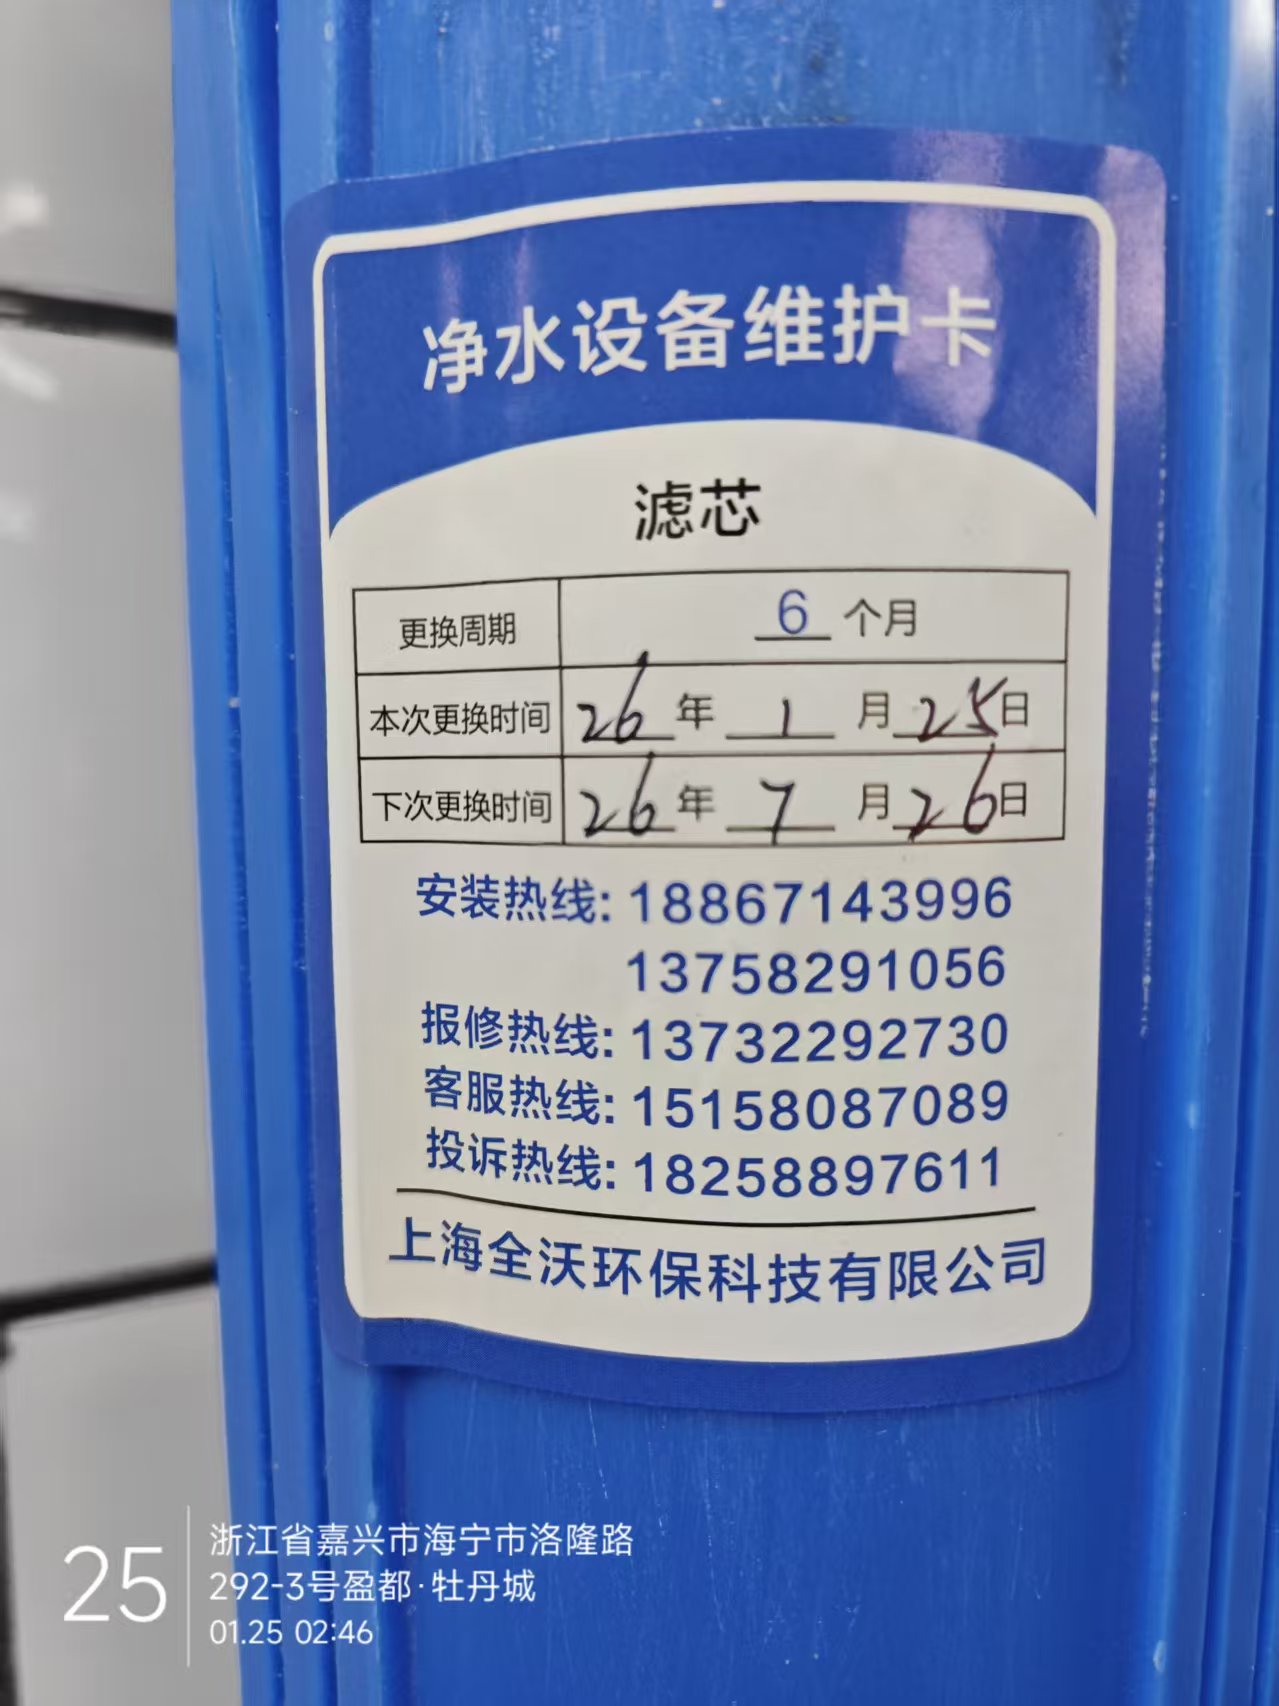 净水设备维护卡
滤芯
更换周期 6 个月
本次更换时间 26 年 1 月 25 日
下次更换时间 26 年 7 月 26 日
安装热线: 18867143996
13758291056
报修热线: 13732292730
客服热线: 15158087089
投诉热线: 18258897611
上海全沃环保科技有限公司
25
浙江省嘉兴市海宁市洛隆路
292-3号盈都·牡丹城
01.25 02:46